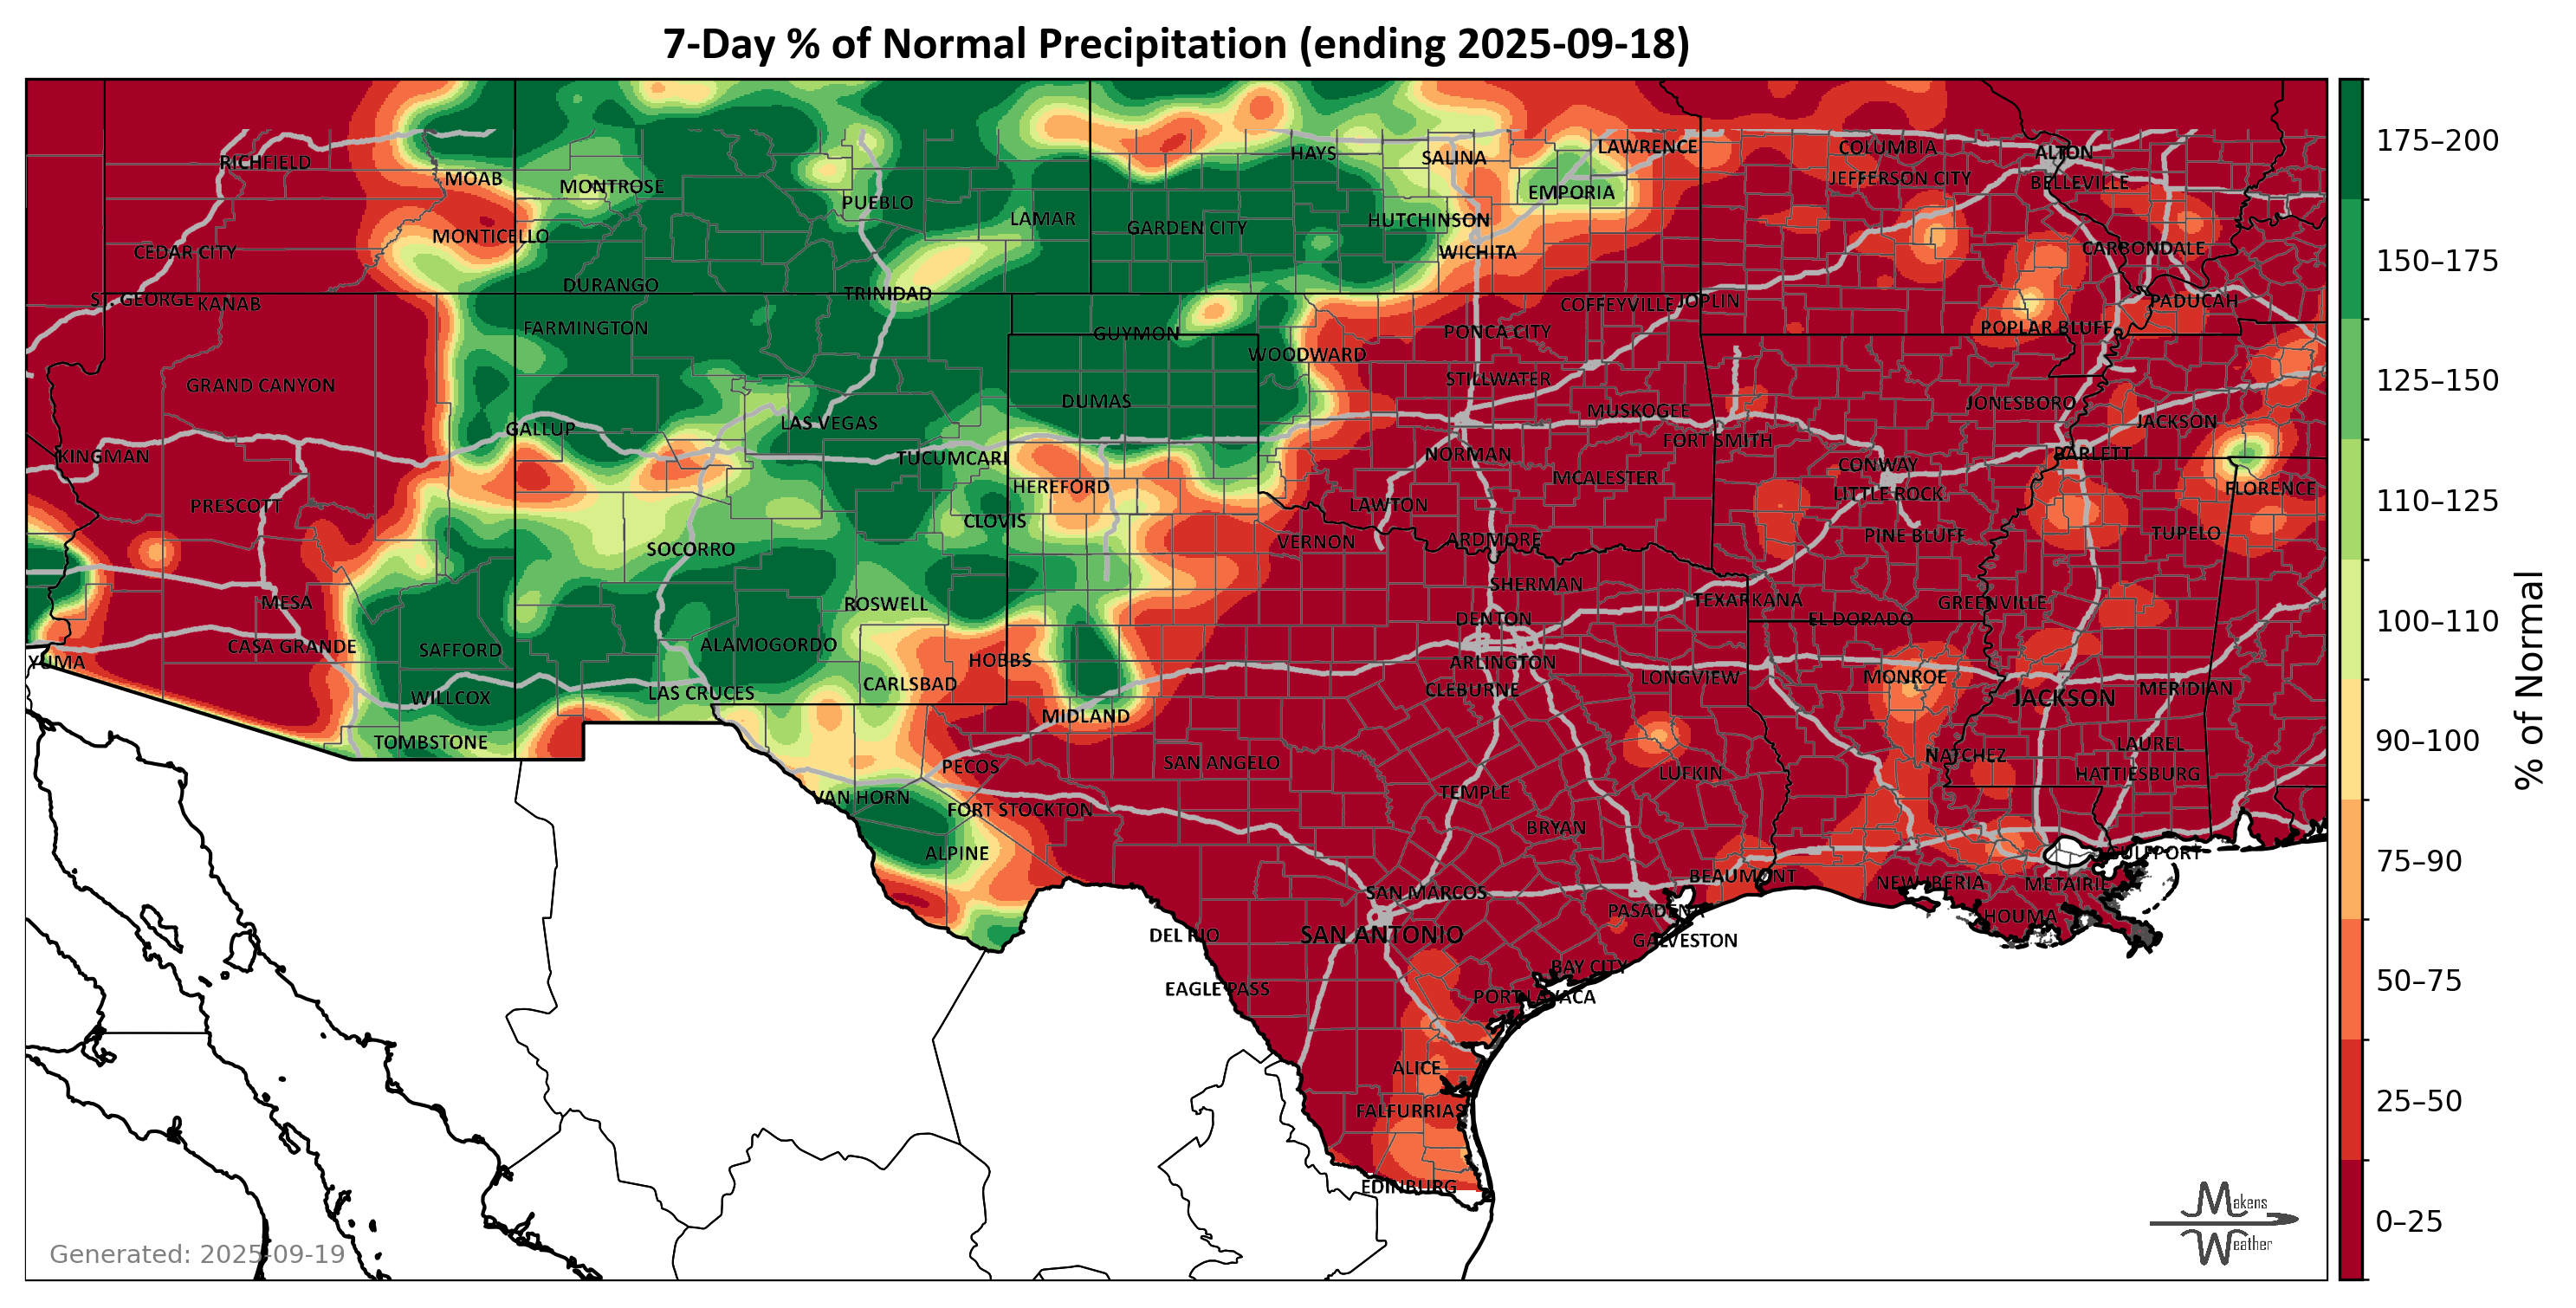 7-Day % of Normal Precipitation (ending 2025-09-18)
RICHFIELD
MOAB
MONTROSE
PUEBLO
LAMAR
HAYS
SALINA
LAWRENCE
EMPORIA
COLUMBIA
JEFFERSON CITY
ALTON
BELLEVILLE
CEDAR CITY
MONTICELLO
GARDEN CITY
HUTCHINSON
WICHITA
CARBONDALE
DURANGO
TRINIDAD
ST. GEORGE
KANAB
COFFEYVILLE
JOPLIN
PADUCAH
FARMINGTON
GUYMON
PONCA CITY
POPLAR BLUFF
WOODWARD
GRAND CANYON
STILLWATER
DUMAS
MUSKOGEE
JONESBORO
JACKSON
GALLUP
LAS VEGAS
FORT SMITH
KINGMAN
TUCUMCARI
NORMAN
CONWAY
BARLETT
HEREFORD
MCALESTER
LITTLE ROCK
FLORENCE
PRESCOTT
LAWTON
CLOVIS
SOCORRO
VERNON
ARDMORE
PINE BLUFF
TUPELO
SHERMAN
MESA
ROSWELL
DENTON
TEXARKANA
EL DORADO
GREENVILLE
CASA GRANDE
SAFFORD
ALAMOGORDO
YUMA
HOBBS
ARLINGTON
WILLCOX
LAS CRUCES
CARLSBAD
CLEBURNE
LONGVIEW
MONROE
JACKSON
MERIDIAN
MIDLAND
TOMBSTONE
PECOS
SAN ANGELO
LUFKIN
NATCHEZ
LAUREL
HATTIESBURG
VAN HORN
FORT STOCKTON
TEMPLE
BRYAN
ALPINE
GULFPORT
SAN MARCOS
BEAUMONT
NEW IBERIA
METAIRIE
PASADENA
HOUMA
DEL RIO
SAN ANTONIO
GALVESTON
BAY CITY
EAGLE PASS
PORT LAVACA
ALICE
FALFURRIAS
EDINBURG
175–200
150–175
125–150
110–125
100–110
90–100
75–90
50–75
25–50
0–25
% of Normal
Generated: 2025-09-19
Makens
Weather